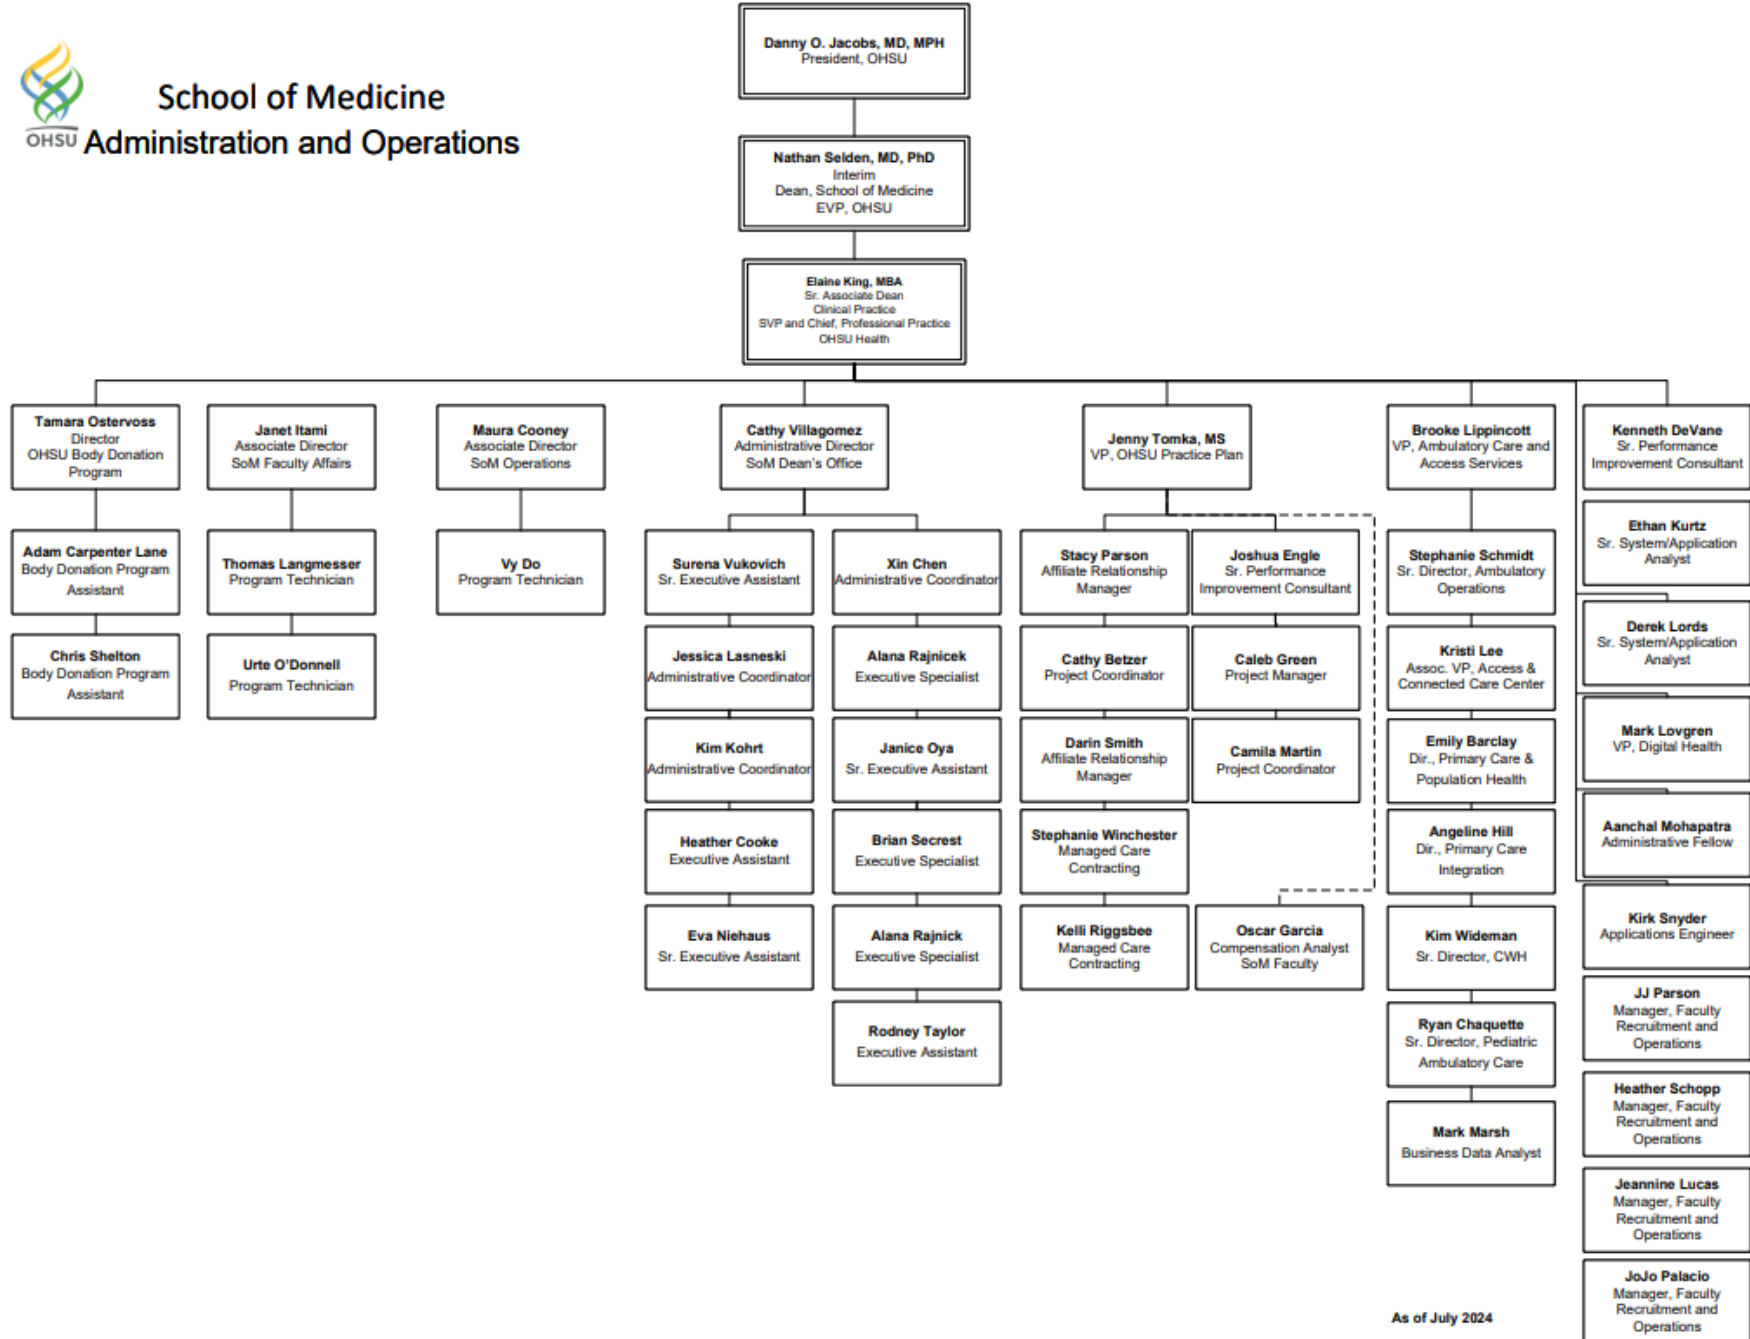 OHSU
School of Medicine
Administration and Operations
Danny O. Jacobs, MD, MPH
President, OHSU
Nathan Selden, MD, PhD
Interim
Dean, School of Medicine
EVP, OHSU
Elaine King, MBA
Sr. Associate Dean
Clinical Practice
SVP and Chief, Professional Practice
OHSU Health
Tamara Ostervoss
Director
OHSU Body Donation
Program
Adam Carpenter Lane
Body Donation Program
Assistant
Chris Shelton
Body Donation Program
Assistant
Janet Itami
Associate Director
SoM Faculty Affairs
Thomas Langmesser
Program Technician
Urte O'Donnell
Program Technician
Maura Cooney
Associate Director
SoM Operations
Vy Do
Program Technician
Cathy Villagomez
Administrative Director
SoM Dean's Office
Surena Vukovich
Sr. Executive Assistant
Jessica Lasneski
Administrative Coordinator
Kim Kohrt
Administrative Coordinator
Heather Cooke
Executive Assistant
Eva Niehaus
Sr. Executive Assistant
Xin Chen
Administrative Coordinator
Alana Rajnicek
Executive Specialist
Janice Oya
Sr. Executive Assistant
Brian Secrest
Executive Specialist
Alana Rajnick
Executive Specialist
Rodney Taylor
Executive Assistant
Jenny Tomka, MS
VP, OHSU Practice Plan
Stacy Parson
Affiliate Relationship
Manager
Cathy Betzer
Project Coordinator
Darin Smith
Affiliate Relationship
Manager
Stephanie Winchester
Managed Care
Contracting
Kelli Riggsbee
Managed Care
Contracting
Joshua Engle
Sr. Performance
Improvement Consultant
Caleb Green
Project Manager
Camila Martin
Project Coordinator
Oscar Garcia
Compensation Analyst
SoM Faculty
Brooke Lippincott
VP, Ambulatory Care and
Access Services
Stephanie Schmidt
Sr. Director, Ambulatory
Operations
Kristi Lee
Assoc. VP, Access &
Connected Care Center
Emily Barclay
Dir., Primary Care &
Population Health
Angeline Hill
Dir., Primary Care
Integration
Kim Wideman
Sr. Director, CWH
Ryan Chaquette
Sr. Director, Pediatric
Ambulatory Care
Mark Marsh
Business Data Analyst
Kenneth DeVane
Sr. Performance
Improvement Consultant
Ethan Kurtz
Sr. System/Application
Analyst
Derek Lords
Sr. System/Application
Analyst
Mark Lovgren
VP, Digital Health
Aanchal Mohapatra
Administrative Fellow
Kirk Snyder
Applications Engineer
JJ Parson
Manager, Faculty
Recruitment and
Operations
Heather Schopp
Manager, Faculty
Recruitment and
Operations
Jeannine Lucas
Manager, Faculty
Recruitment and
Operations
JoJo Palacio
Manager, Faculty
Recruitment and
Operations
As of July 2024